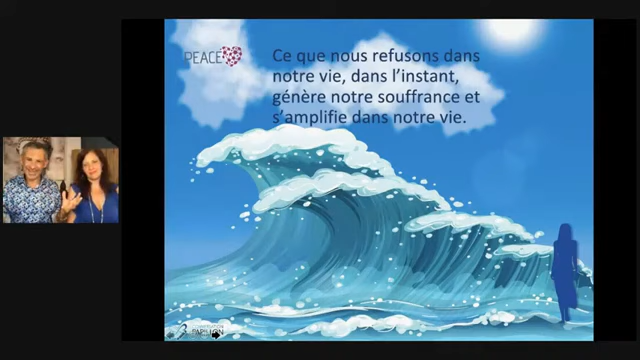 PEACE
Ce que nous refusons dans
notre vie, dans l'instant,
génère notre souffrance et
s'amplifie dans notre vie.
PAPILLON